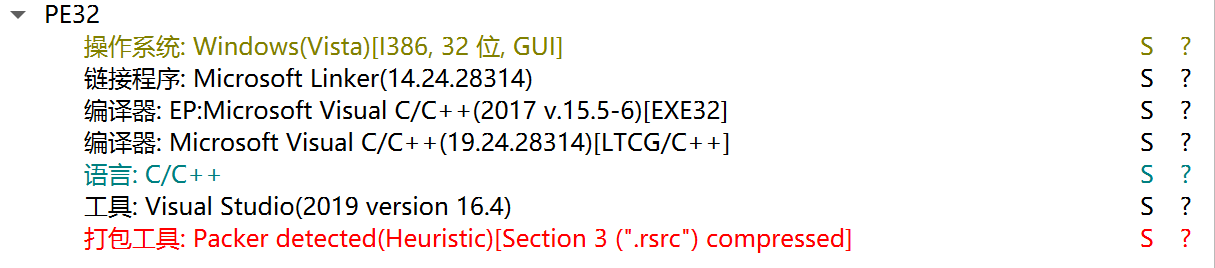 PE32
操作系统: Windows(Vista)[I386, 32 位, GUI] S ?
链接程序: Microsoft Linker(14.24.28314) S ?
编译器: EP:Microsoft Visual C/C++(2017 v.15.5-6)[EXE32] S ?
编译器: Microsoft Visual C/C++(19.24.28314)[LTCG/C++] S ?
语言: C/C++ S ?
工具: Visual Studio(2019 version 16.4) S ?
打包工具: Packer detected(Heuristic)[Section 3 (".rsrc") compressed] S ?